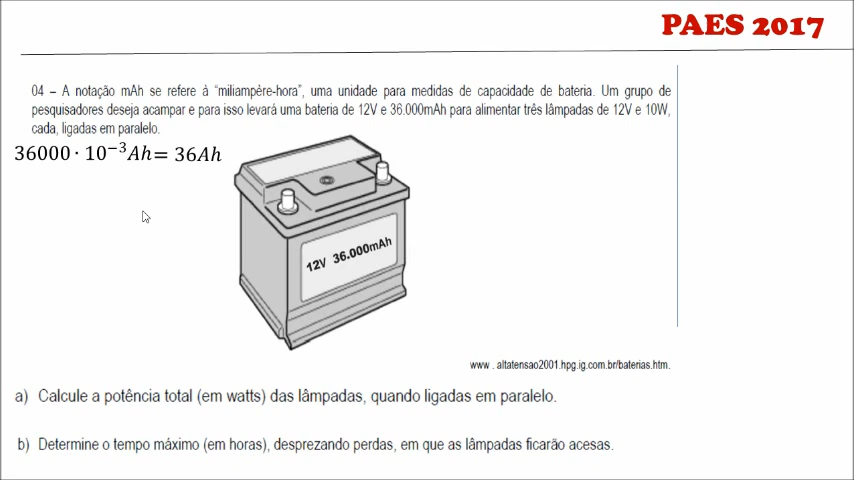 PAES 2017
04 – A notação mAh se refere à “miliampère-hora”, uma unidade para medidas de capacidade de bateria. Um grupo de
pesquisadores deseja acampar e para isso levará uma bateria de 12V e 36.000mAh para alimentar três lâmpadas de 12V e 10W,
cada, ligadas em paralelo.
36000 · 10⁻³Ah= 36Ah
12V 36.000mAh
www . altatensao2001.hpg.ig.com.br/baterias.htm.
a) Calcule a potência total (em watts) das lâmpadas, quando ligadas em paralelo.
b) Determine o tempo máximo (em horas), desprezando perdas, em que as lâmpadas ficarão acesas.